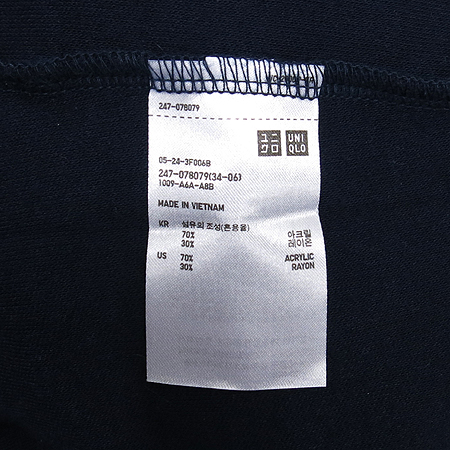 247-078079
ユニ
クロ
UNI
QLO
05-24-3F006B
247-078079(34-06)
1009-A6A-A8B
MADE IN VIETNAM
KR 섬유의 조성(혼용율)
70% 아크릴
30% 레이온
US 70% ACRYLIC
30% RAYON